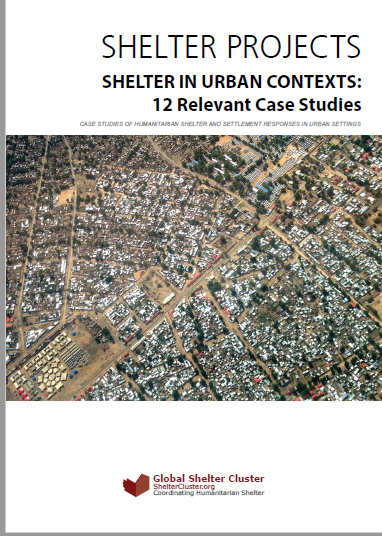 SHELTER PROJECTS
SHELTER IN URBAN CONTEXTS:
12 Relevant Case Studies
CASE STUDIES OF HUMANITARIAN SHELTER AND SETTLEMENT RESPONSES IN URBAN SETTINGS
Global Shelter Cluster
ShelterCluster.org
Coordinating Humanitarian Shelter